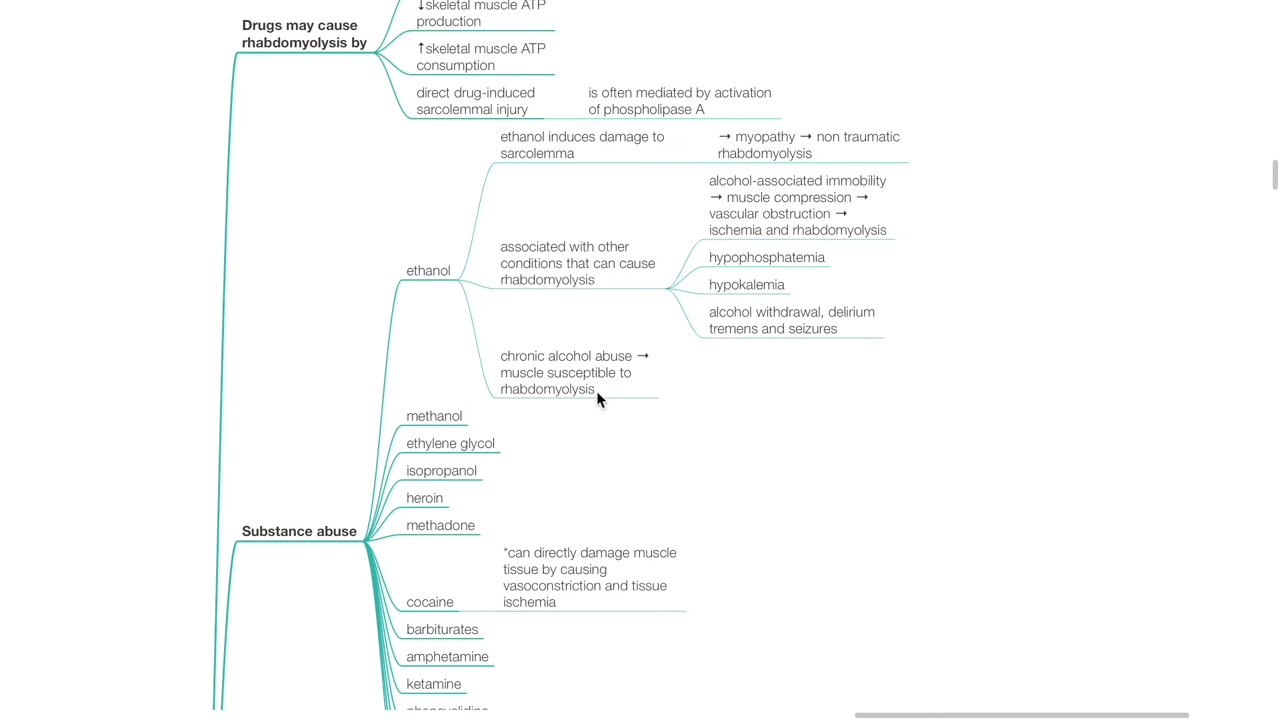 ↓skeletal muscle ATP
production
Drugs may cause
rhabdomyolysis by
↑skeletal muscle ATP
consumption
direct drug-induced
sarcolemmal injury
is often mediated by activation
of phospholipase A
ethanol induces damage to
sarcolemma
→ myopathy → non traumatic
rhabdomyolysis
alcohol-associated immobility
→ muscle compression →
vascular obstruction →
ischemia and rhabdomyolysis
associated with other
conditions that can cause
rhabdomyolysis
hypophosphatemia
hypokalemia
alcohol withdrawal, delirium
tremens and seizures
ethanol
chronic alcohol abuse →
muscle susceptible to
rhabdomyolysis
methanol
ethylene glycol
isopropanol
heroin
methadone
Substance abuse
*can directly damage muscle
tissue by causing
vasoconstriction and tissue
ischemia
cocaine
barbiturates
amphetamine
ketamine